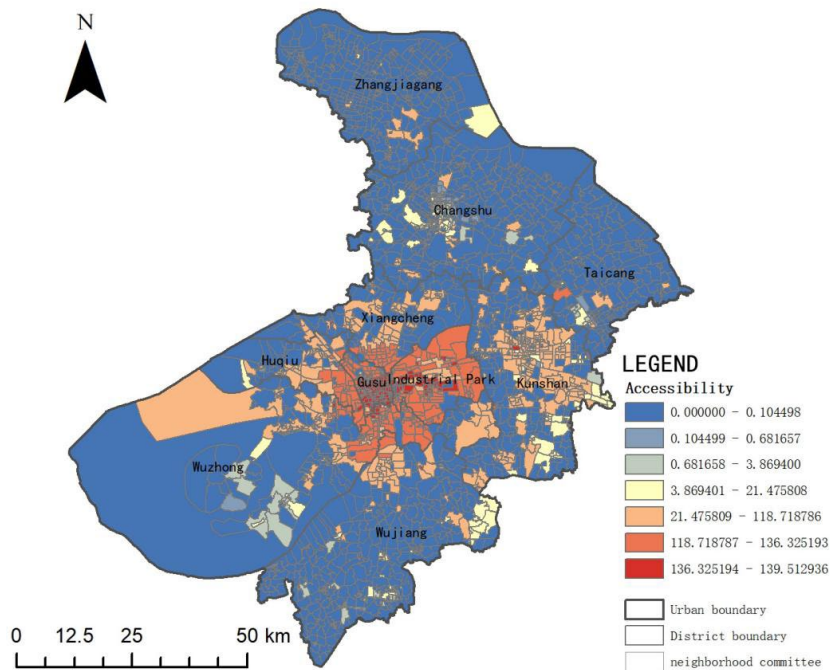 N
Zhangjiagang
Changshu
Taicang
Xiangcheng
Huqiu
Gusu
Industrial Park
Kunshan
Wuzhong
Wujiang
LEGEND
Accessibility
0.000000 - 0.104498
0.104499 - 0.681657
0.681658 - 3.869400
3.869401 - 21.475808
21.475809 - 118.718786
118.718787 - 136.325193
136.325194 - 139.512936
Urban boundary
District boundary
neighborhood committee
0 12.5 25 50 km